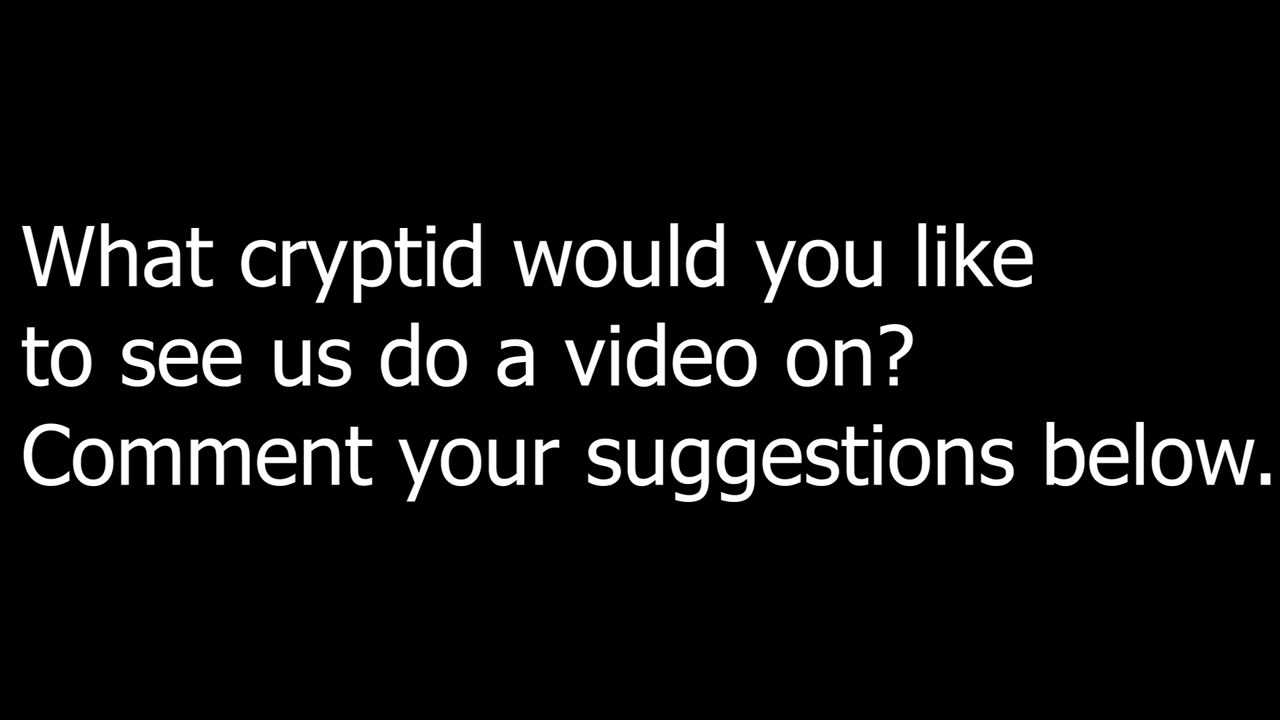 What cryptid would you like
to see us do a video on?
Comment your suggestions below.